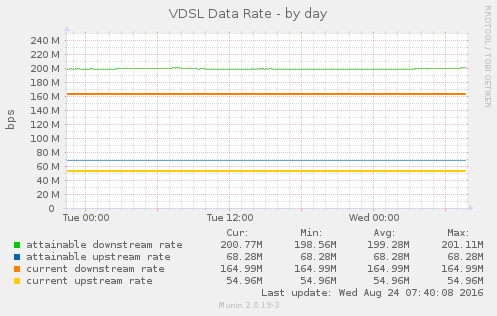 VDSL Data Rate - by day
RRDTOOL / TOBI OETIKER
bps
240 M
220 M
200 M
180 M
160 M
140 M
120 M
100 M
80 M
60 M
40 M
20 M
0
Tue 00:00 Tue 12:00 Wed 00:00
Cur: Min: Avg: Max:
attainable downstream rate 200.77M 198.56M 199.28M 201.11M
attainable upstream rate 68.28M 68.28M 68.28M 68.28M
current downstream rate 164.99M 164.99M 164.99M 164.99M
current upstream rate 54.96M 54.96M 54.96M 54.96M
Last update: Wed Aug 24 07:40:08 2016
Munin 2.0.19-3